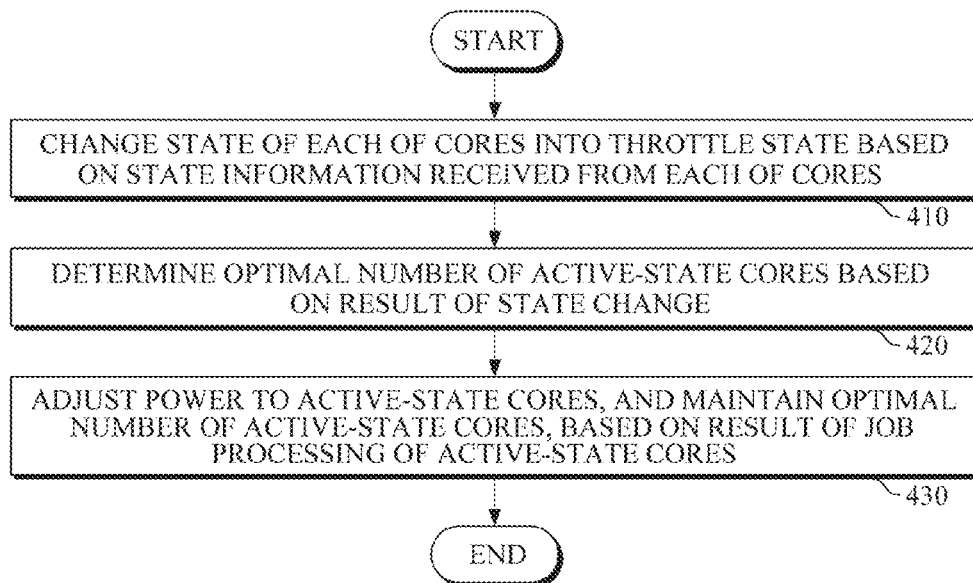 START
CHANGE STATE OF EACH OF CORES INTO THROTTLE STATE BASED
ON STATE INFORMATION RECEIVED FROM EACH OF CORES
410
DETERMINE OPTIMAL NUMBER OF ACTIVE-STATE CORES BASED
ON RESULT OF STATE CHANGE
420
ADJUST POWER TO ACTIVE-STATE CORES, AND MAINTAIN OPTIMAL
NUMBER OF ACTIVE-STATE CORES, BASED ON RESULT OF JOB
PROCESSING OF ACTIVE-STATE CORES
430
END